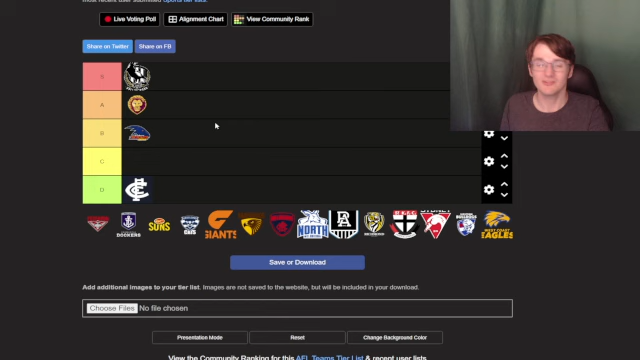 most recent user submitted Sports tier lists.
Live Voting Poll
Alignment Chart
View Community Rank
Share on Twitter
Share on FB
S
A
B
C
D
DOCKERS
SUNS
CATS
GIANTS
NORTH
SYDNEY
WEST COAST
EAGLES
Save or Download
Add additional images to your tier list. Images are not saved to the website, but will be included in your download.
Choose Files No file chosen
Presentation Mode
Reset
Change Background Color
View the Community Ranking for this AFL Teams Tier List & recent user lists